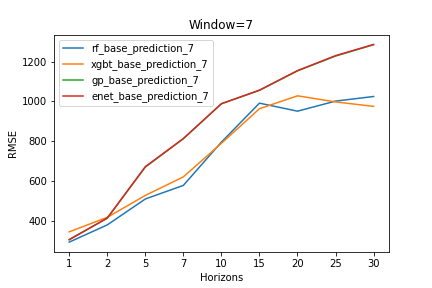 Window=7
rf_base_prediction_7
xgbt_base_prediction_7
gp_base_prediction_7
enet_base_prediction_7
RMSE
1200
1000
800
600
400
1 2 5 7 10 15 20 25 30
Horizons